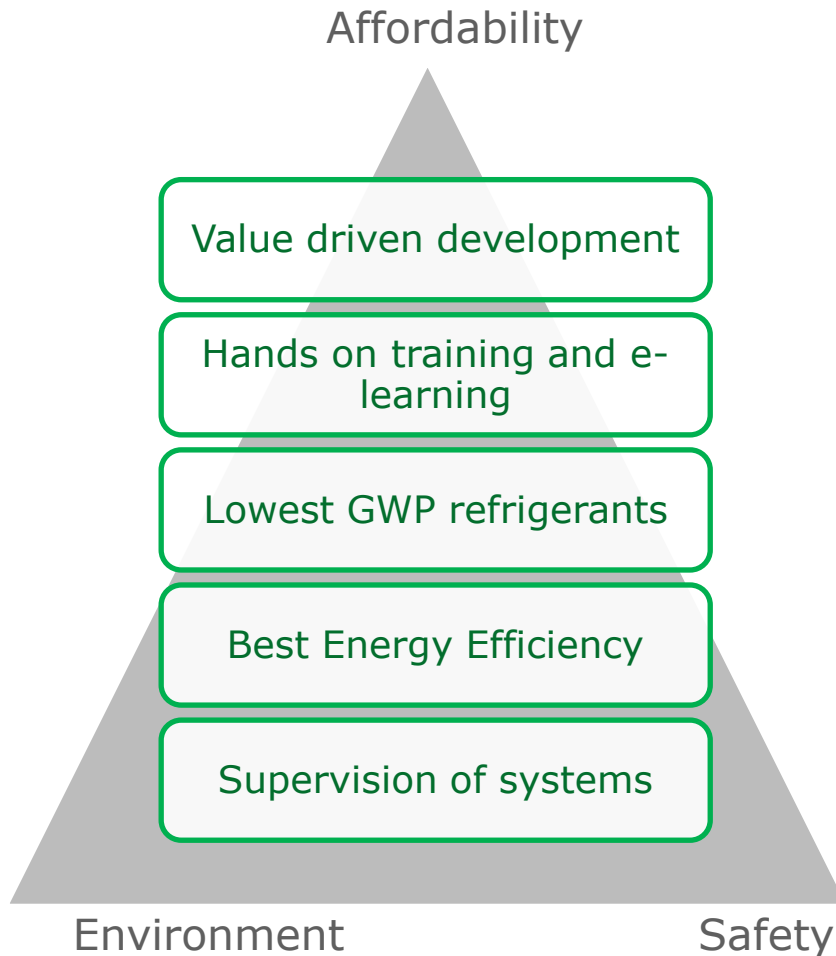 Affordability
Value driven development
Hands on training and e-
learning
Lowest GWP refrigerants
Best Energy Efficiency
Supervision of systems
Environment
Safety